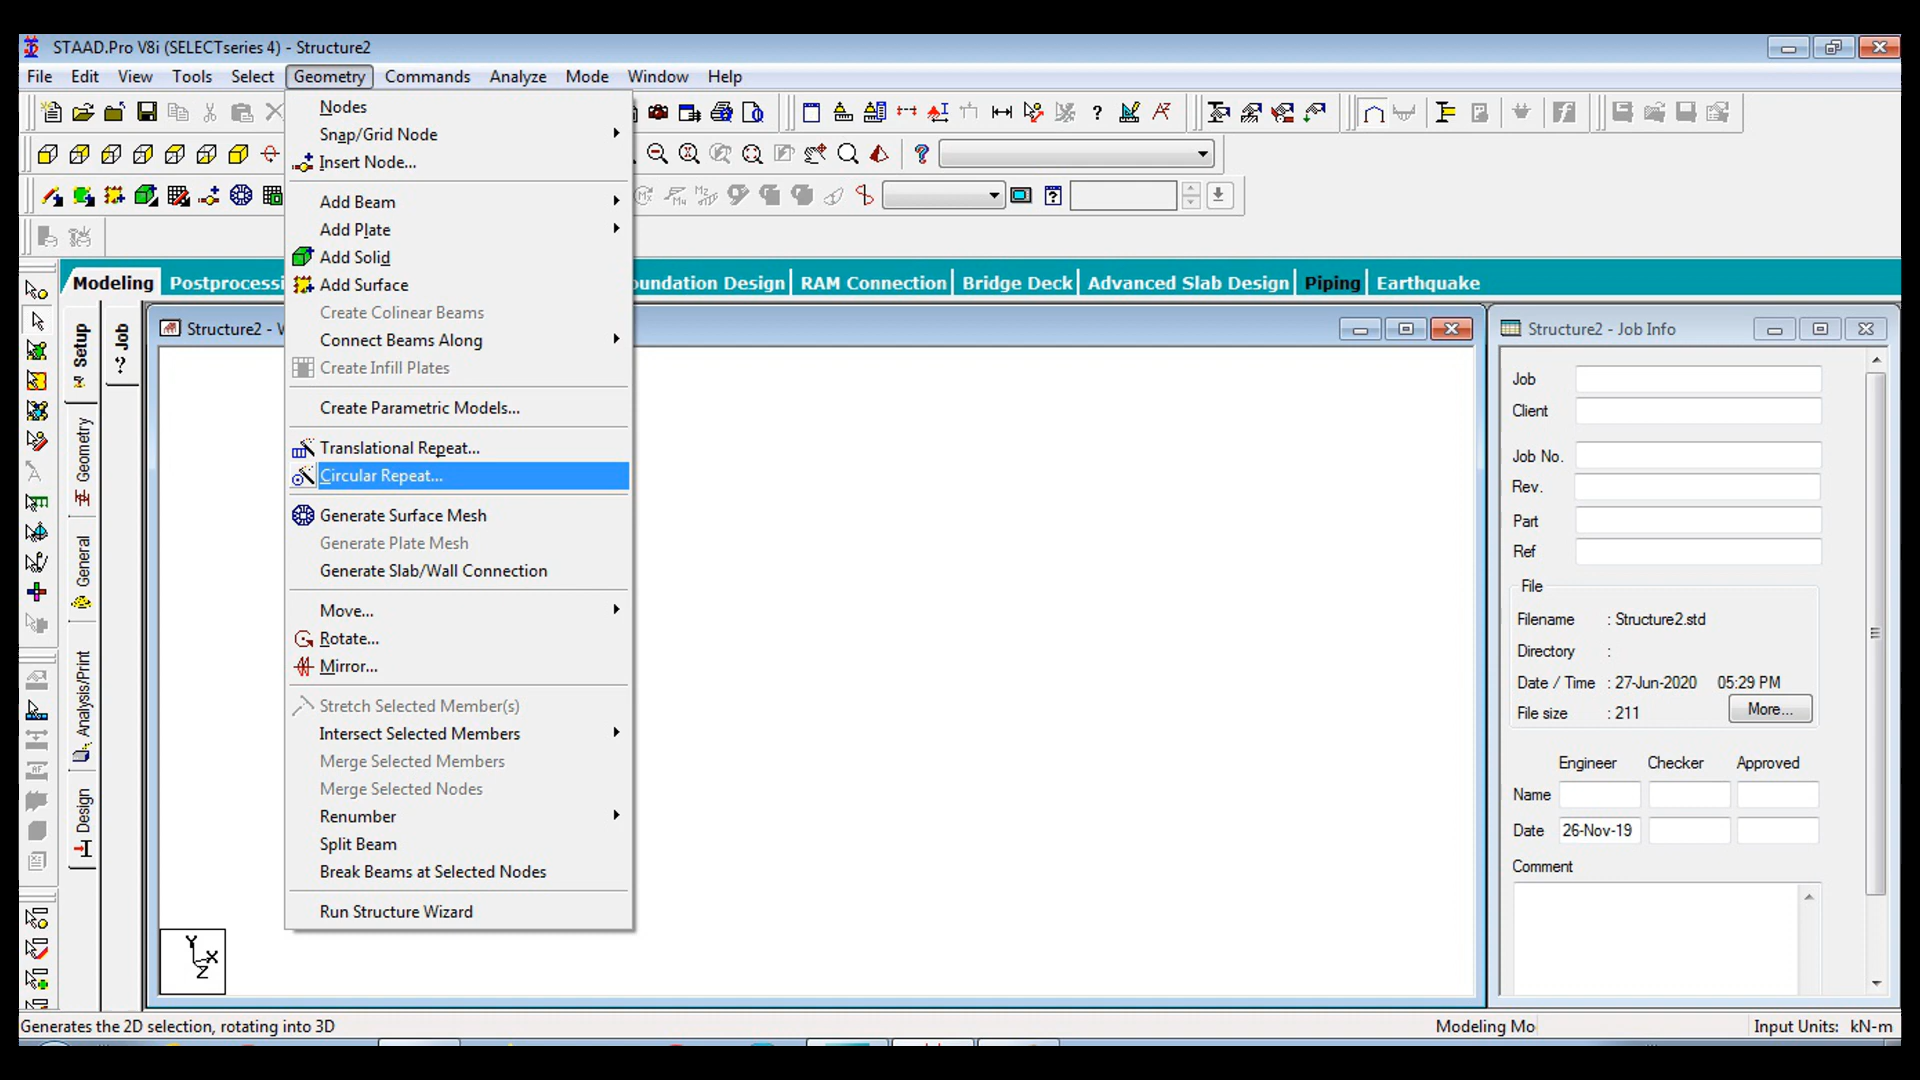 STAAD.Pro V8i (SELECTseries 4) - Structure2
File Edit View Tools Select Geometry Commands Analyze Mode Window Help
Nodes
Snap/Grid Node
Insert Node...
Add Beam
Add Plate
Add Solid
Add Surface
Create Colinear Beams
Connect Beams Along
Create Infill Plates
Create Parametric Models...
Translational Repeat...
Circular Repeat...
Generate Surface Mesh
Generate Plate Mesh
Generate Slab/Wall Connection
Move...
Rotate...
Mirror...
Stretch Selected Member(s)
Intersect Selected Members
Merge Selected Members
Merge Selected Nodes
Renumber
Split Beam
Break Beams at Selected Nodes
Run Structure Wizard
Modeling Postprocessi oundation Design RAM Connection Bridge Deck Advanced Slab Design Piping Earthquake
Setup
Geometry
General
Analysis/Print
Design
Job
Structure2 - W
Y
X
Z
Structure2 - Job Info
Job
Client
Job No.
Rev.
Part
Ref
File
Filename : Structure2.std
Directory :
Date / Time : 27-Jun-2020 05:29 PM
File size : 211 More...
Engineer Checker Approved
Name
Date 26-Nov-19
Comment
Generates the 2D selection, rotating into 3D Modeling Mo Input Units: kN-m